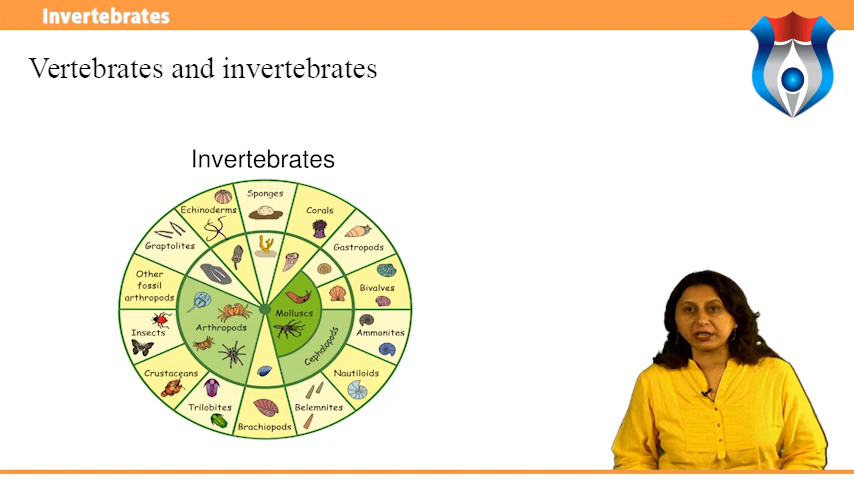 Invertebrates
Vertebrates and invertebrates
Invertebrates
Sponges
Echinoderms
Corals
Graptolites
Gastropods
Other
fossil
arthropods
Bivalves
Molluscs
Arthropods
Insects
Ammonites
Cephalopods
Crustaceans
Nautiloids
Trilobites
Belemnites
Brachiopods